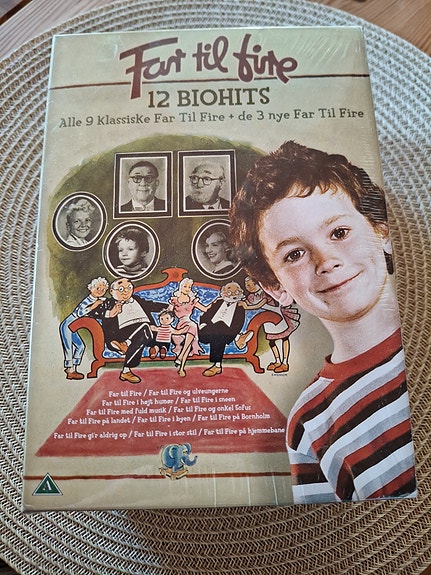 Far til fire
12 BIOHITS
Alle 9 klassiske Far Til Fire + de 3 nye Far Til Fire
Far til Fire / Far til Fire og ulveungerne
Far til Fire i højt humør / Far til Fire i sneen
Far til Fire med fuld musik / Far til Fire og onkel Sofus
Far til Fire på landet / Far til Fire i byen / Far til Fire på Bornholm
Far til Fire gi'r aldrig op / Far til Fire i stor stil / Far til Fire på hjemmebane
A